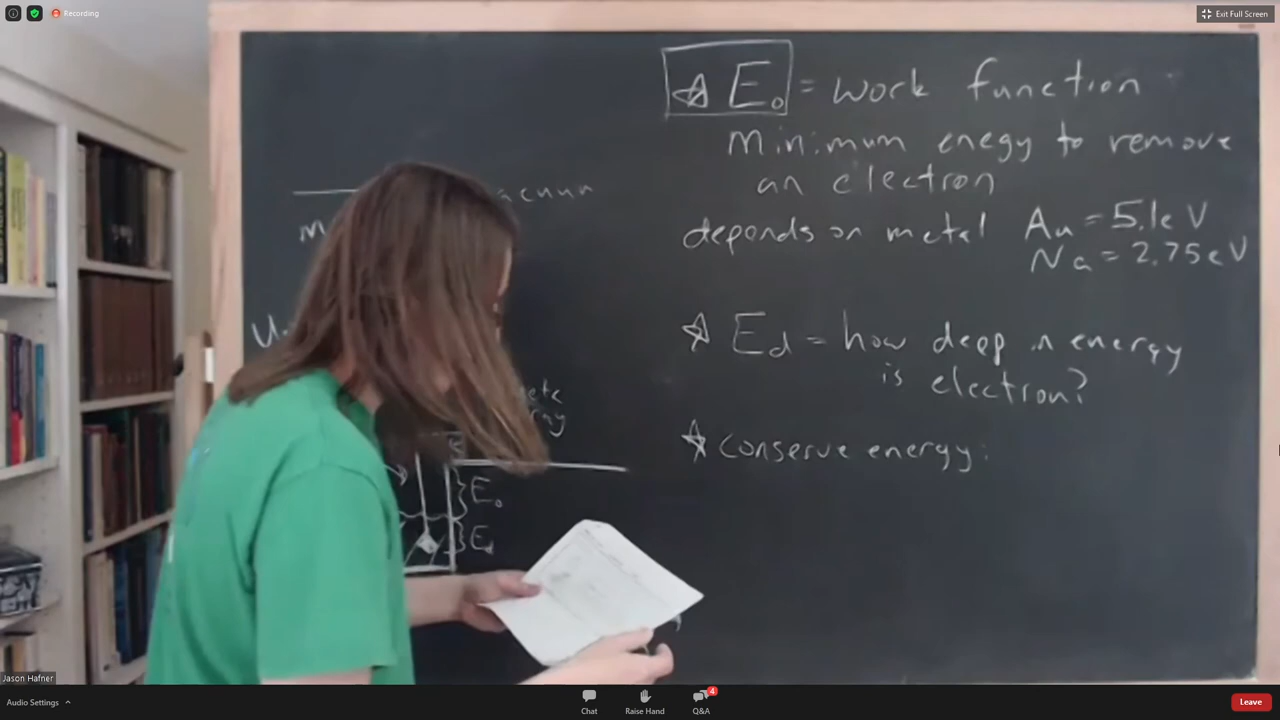 Recording
Exit Full Screen
☆ E₀ = work function
Minimum enegy to remove
an electron
depends on metal Au = 5.1eV
Na = 2.75eV
☆ Ed = how deep in energy
is electron?
☆ conserve energy:
E₀
Ed
Jason Hafner
Audio Settings
Chat
Raise Hand
4
Q&A
Leave